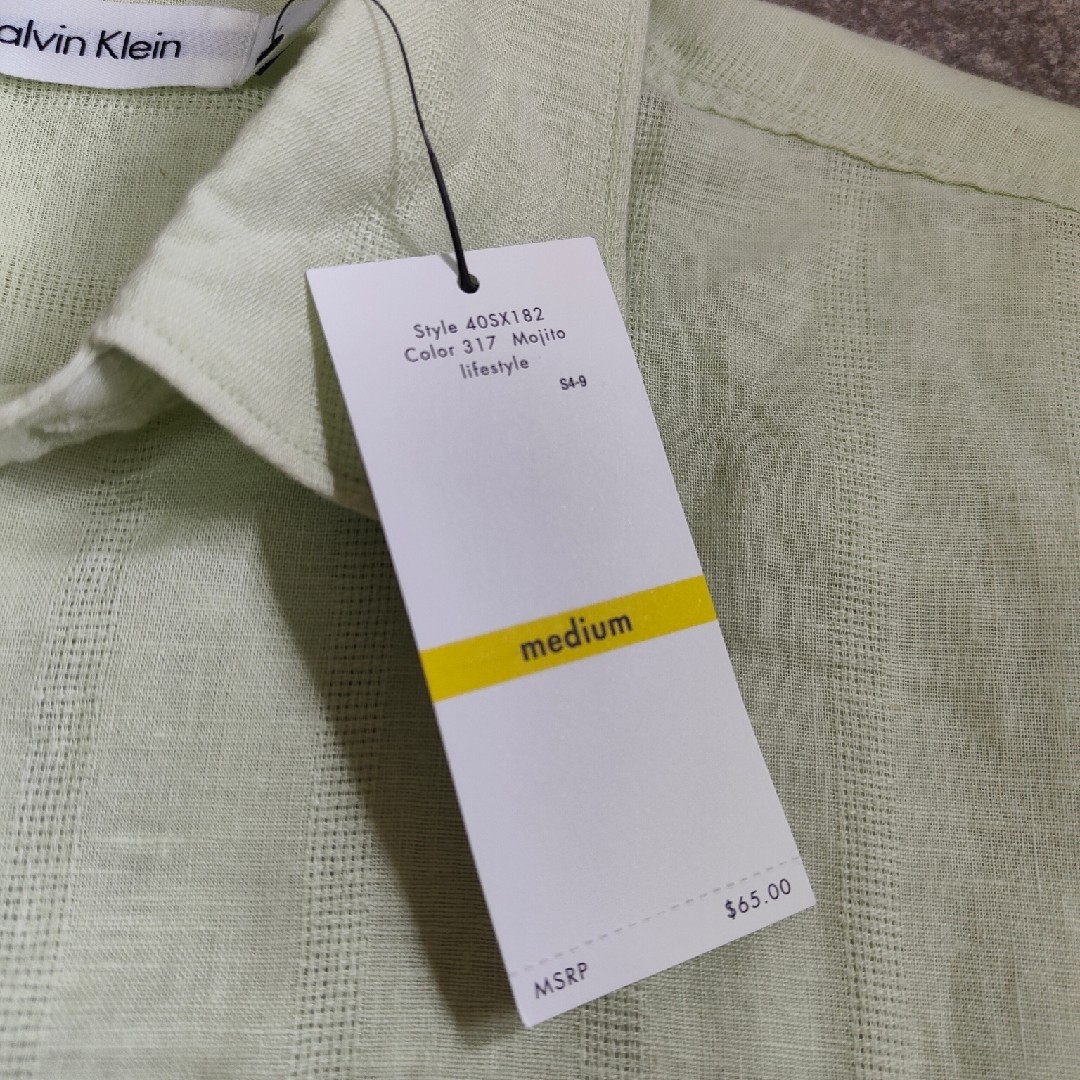 alvin Klein
Style 40SX182
Color 317 Mojito
lifestyle
S4-9
medium
$65.00
MSRP